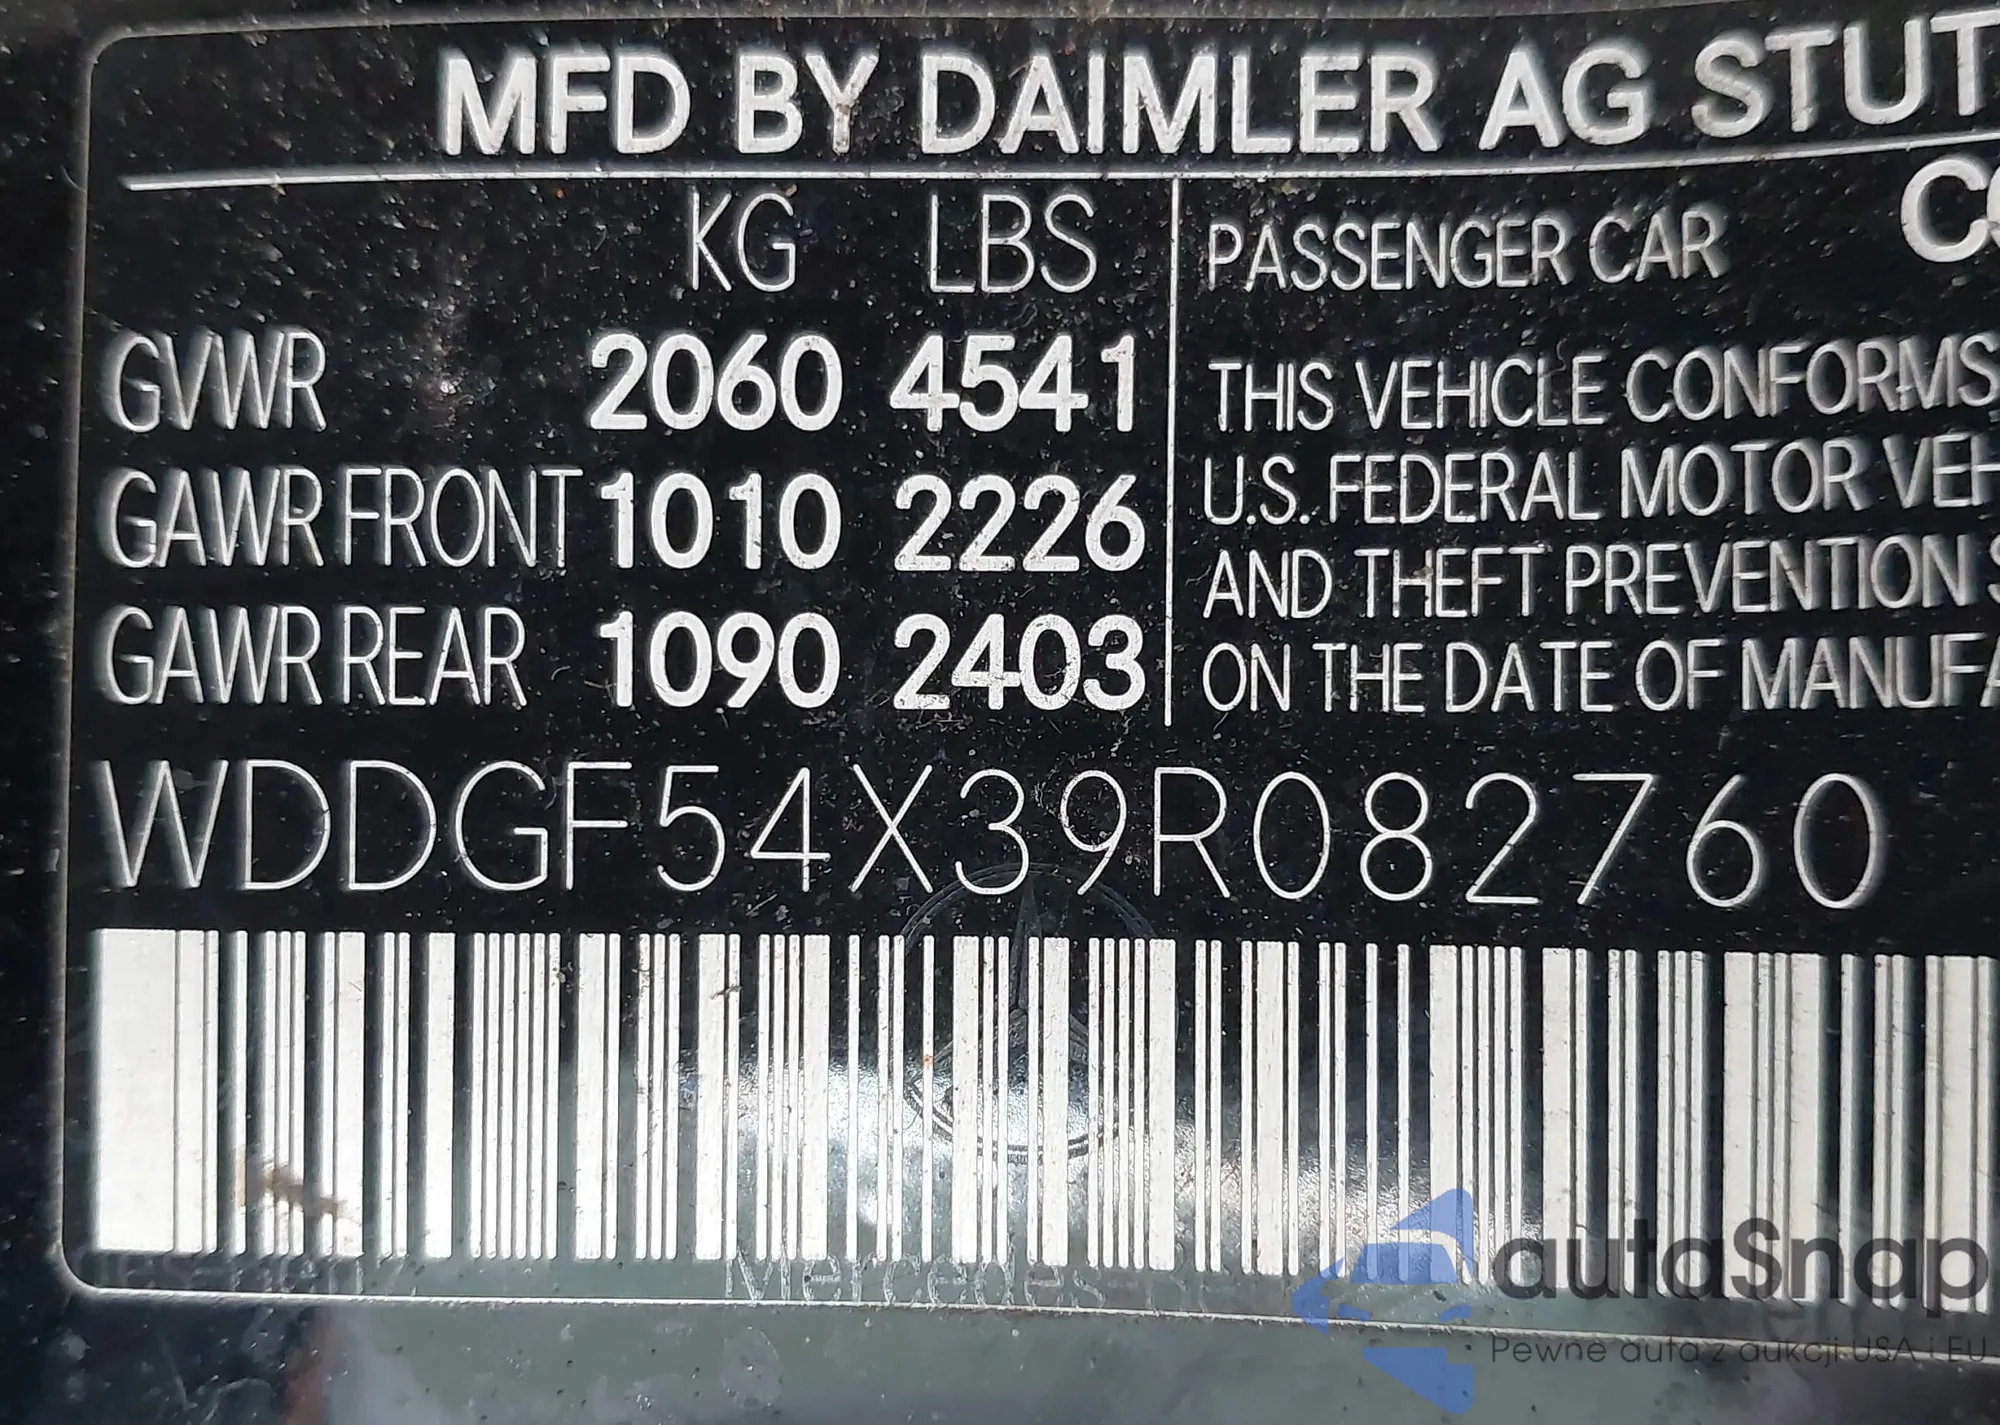 MFD BY DAIMLER AG STUT
KG LBS
PASSENGER CAR
GVWR 2060 4541
GAWR FRONT 1010 2226
GAWR REAR 1090 2403
THIS VEHICLE CONFORMS
U.S. FEDERAL MOTOR VEH
AND THEFT PREVENTION S
ON THE DATE OF MANUFA
WDDGF54X39R082760
Mercedes-
autaSnap
Pewne auta z aukcji USA i EU